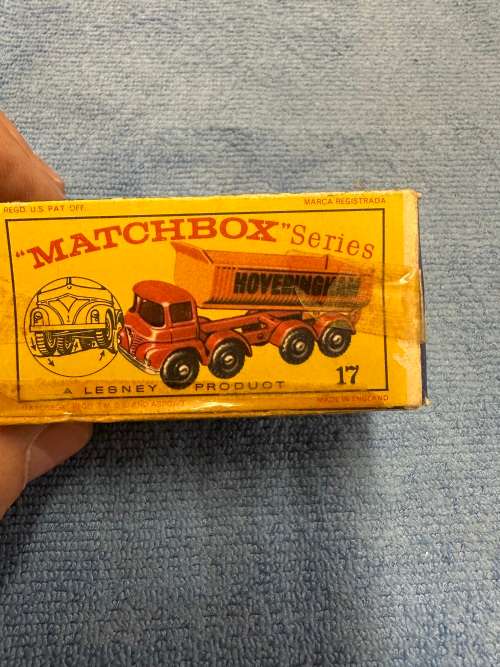 REGD. U.S. PAT. OFF. MARCA REGISTRADA
"MATCHBOX" Series
HOVERINGHAM
A LESNEY PRODUCT 17
MADE IN ENGLAND